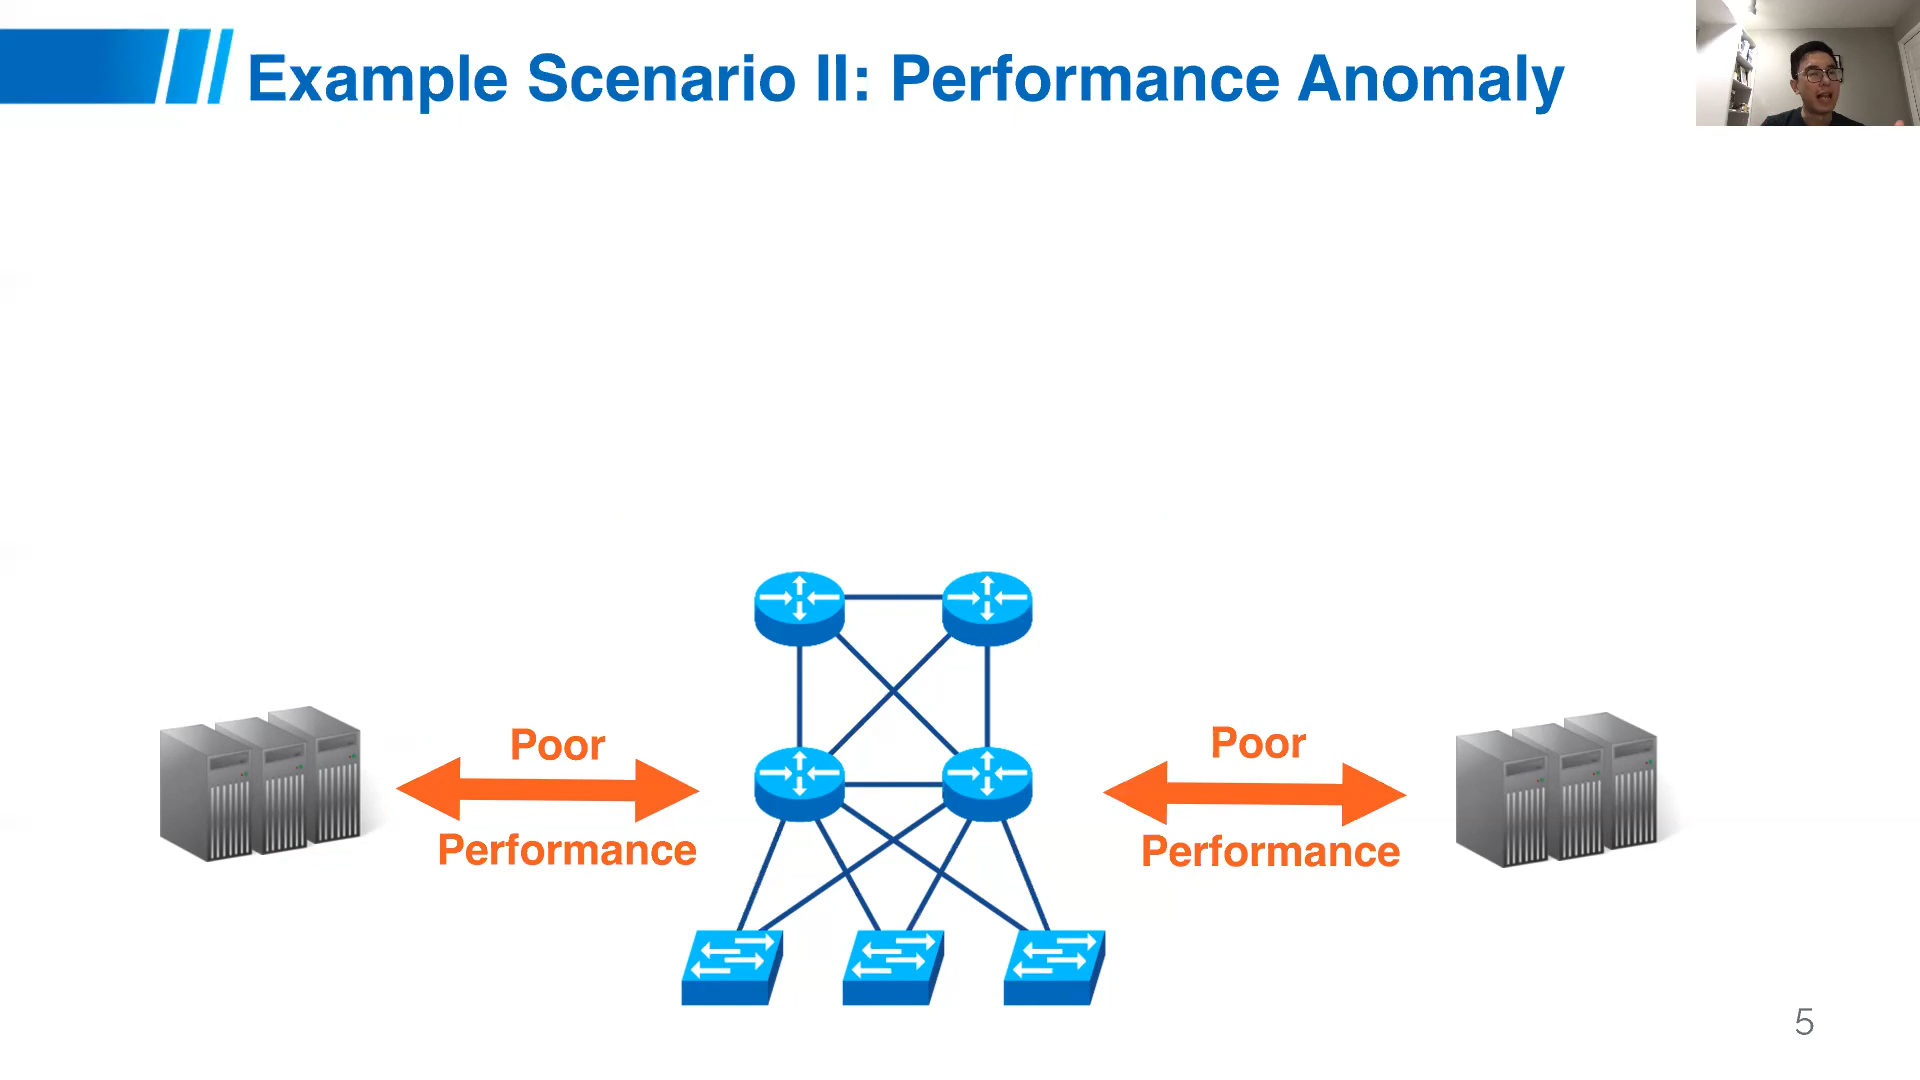 Example Scenario II: Performance Anomaly
Poor
Performance
Poor
Performance
5